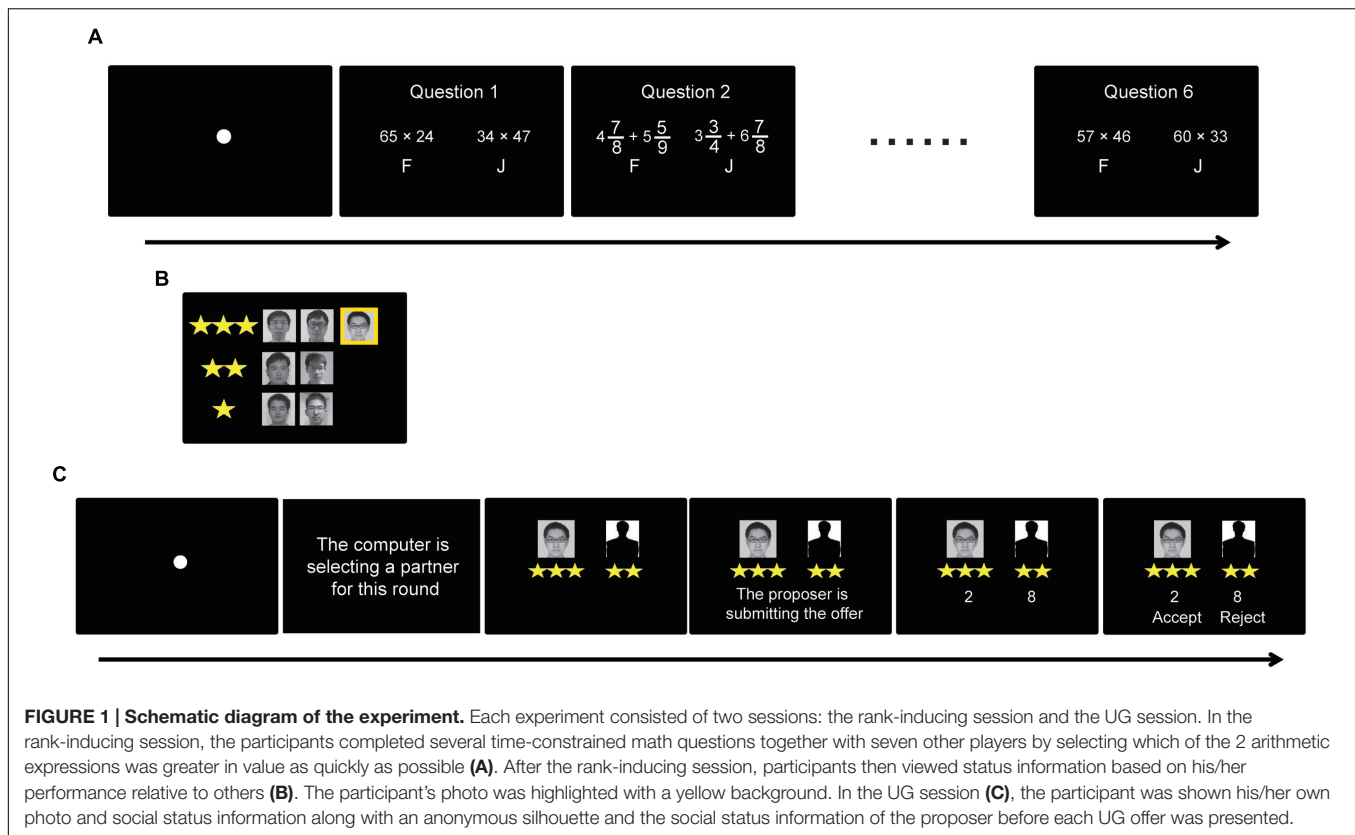 A
Question 1
65 × 24 34 × 47
F J
Question 2
4 7/8 + 5 5/9 3 3/4 + 6 7/8
F J
......
Question 6
57 × 46 60 × 33
F J
B
C
The computer is
selecting a partner
for this round
The proposer is
submitting the offer
2 8
2 8
Accept Reject
FIGURE 1 | Schematic diagram of the experiment. Each experiment consisted of two sessions: the rank-inducing session and the UG session. In the
rank-inducing session, the participants completed several time-constrained math questions together with seven other players by selecting which of the 2 arithmetic
expressions was greater in value as quickly as possible (A). After the rank-inducing session, participants then viewed status information based on his/her
performance relative to others (B). The participant's photo was highlighted with a yellow background. In the UG session (C), the participant was shown his/her own
photo and social status information along with an anonymous silhouette and the social status information of the proposer before each UG offer was presented.